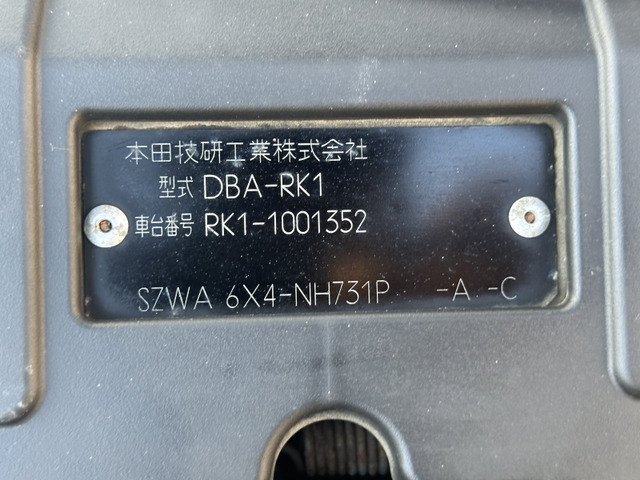 本田技研工業株式会社
型式 DBA-RK1
車台番号 RK1-1001352
SZWA 6X4-NH731P -A -C